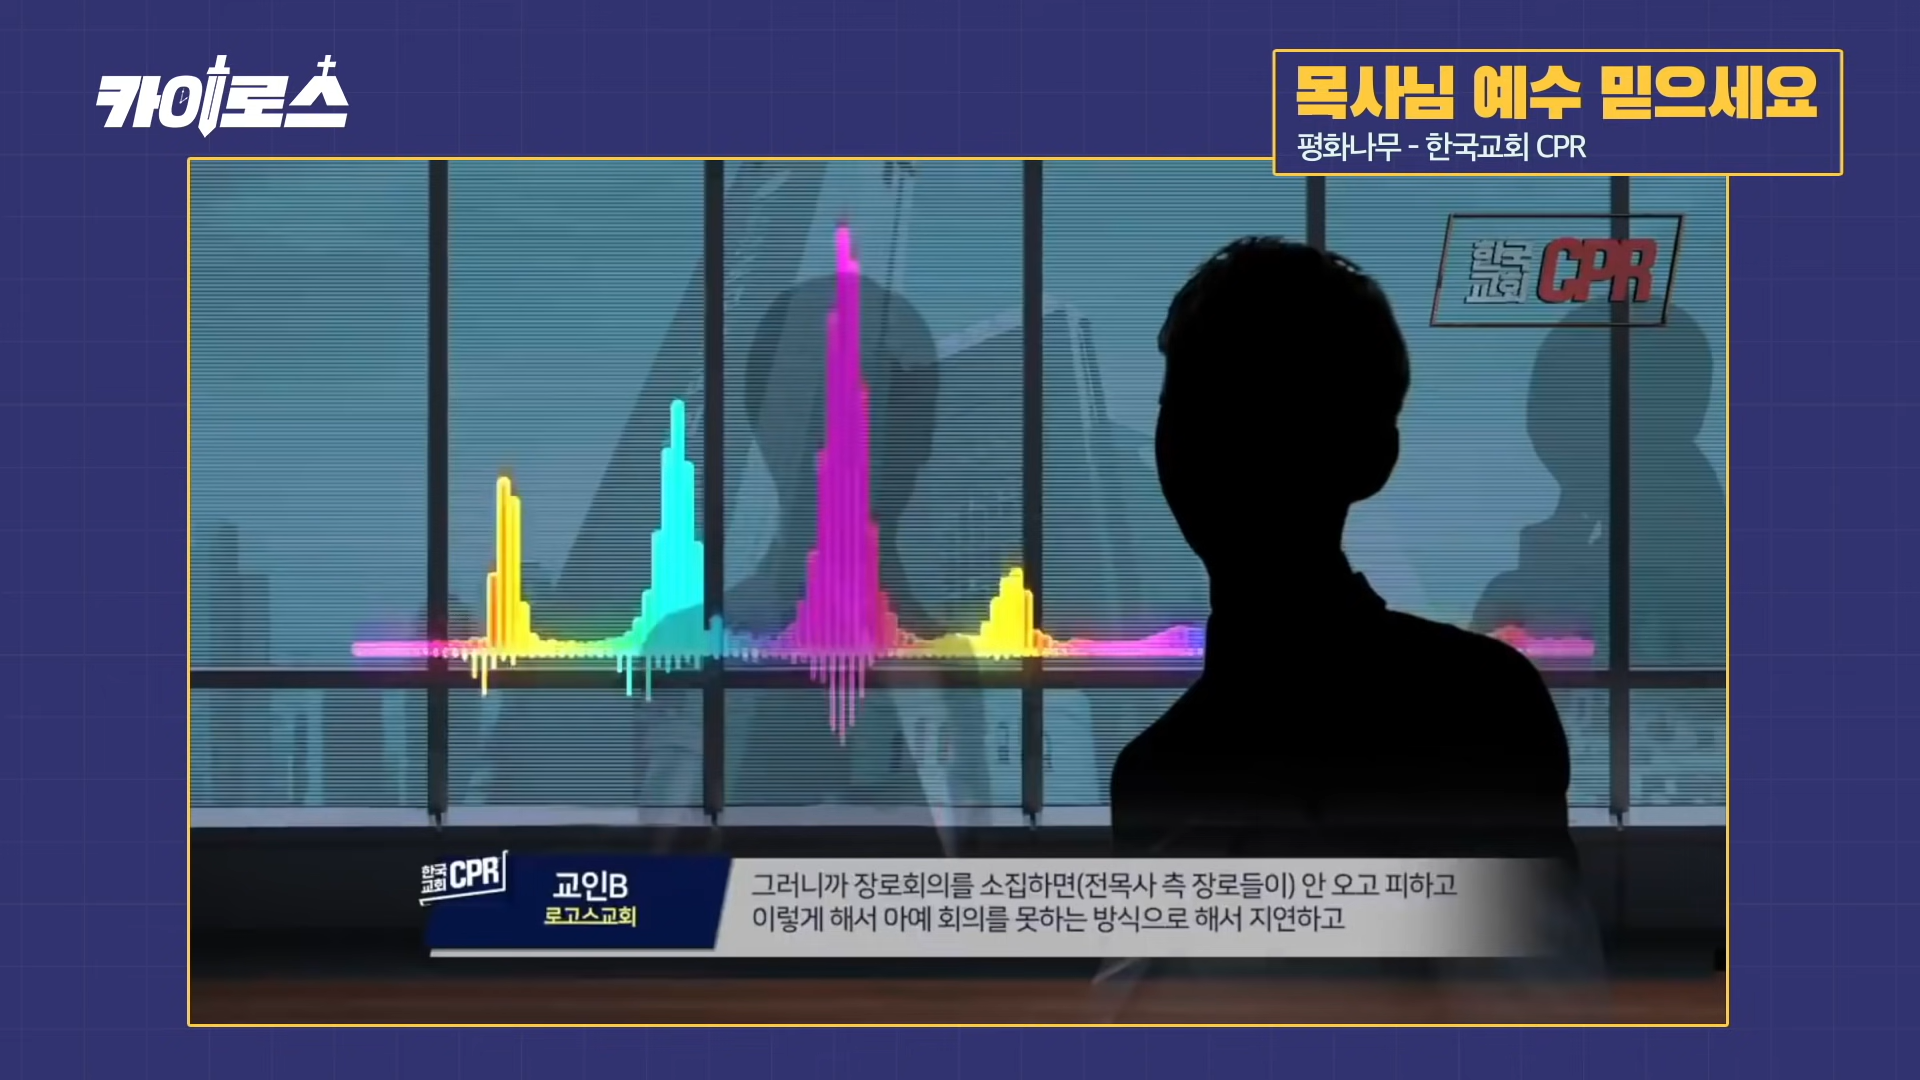 카이로스
목사님 예수 믿으세요
평화나무 - 한국교회 CPR
한국
교회 CPR
한국
교회 CPR
교인B
로고스교회
그러니까 장로회의를 소집하면(전목사 측 장로들이) 안 오고 피하고
이렇게 해서 아예 회의를 못하는 방식으로 해서 지연하고